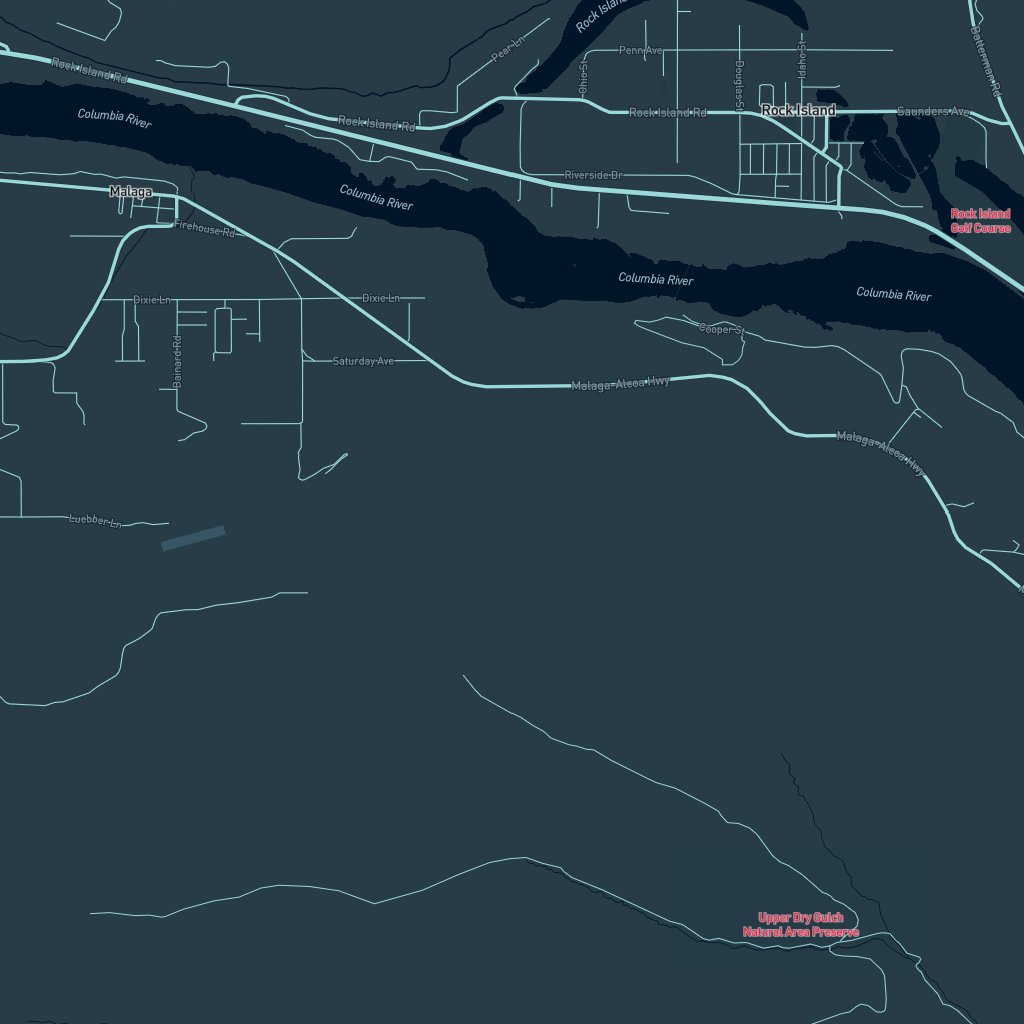 Rock Island
Pear Ln
Penn Ave
Ohio St
Idaho St
Douglas St
Batterman Rd
Rock Island Rd
Columbia River
Rock Island Rd
Rock Island Rd
Rock Island
Saunders Ave
Malaga
Columbia River
Riverside Dr
Firehouse Rd
Rock Island
Golf Course
Columbia River
Columbia River
Dixie Ln
Dixie Ln
Cooper St
Bainard Rd
Saturday Ave
Malaga-Alcoa Hwy
Malaga-Alcoa Hwy
Luebber Ln
Upper Dry Gulch
Natural Area Preserve